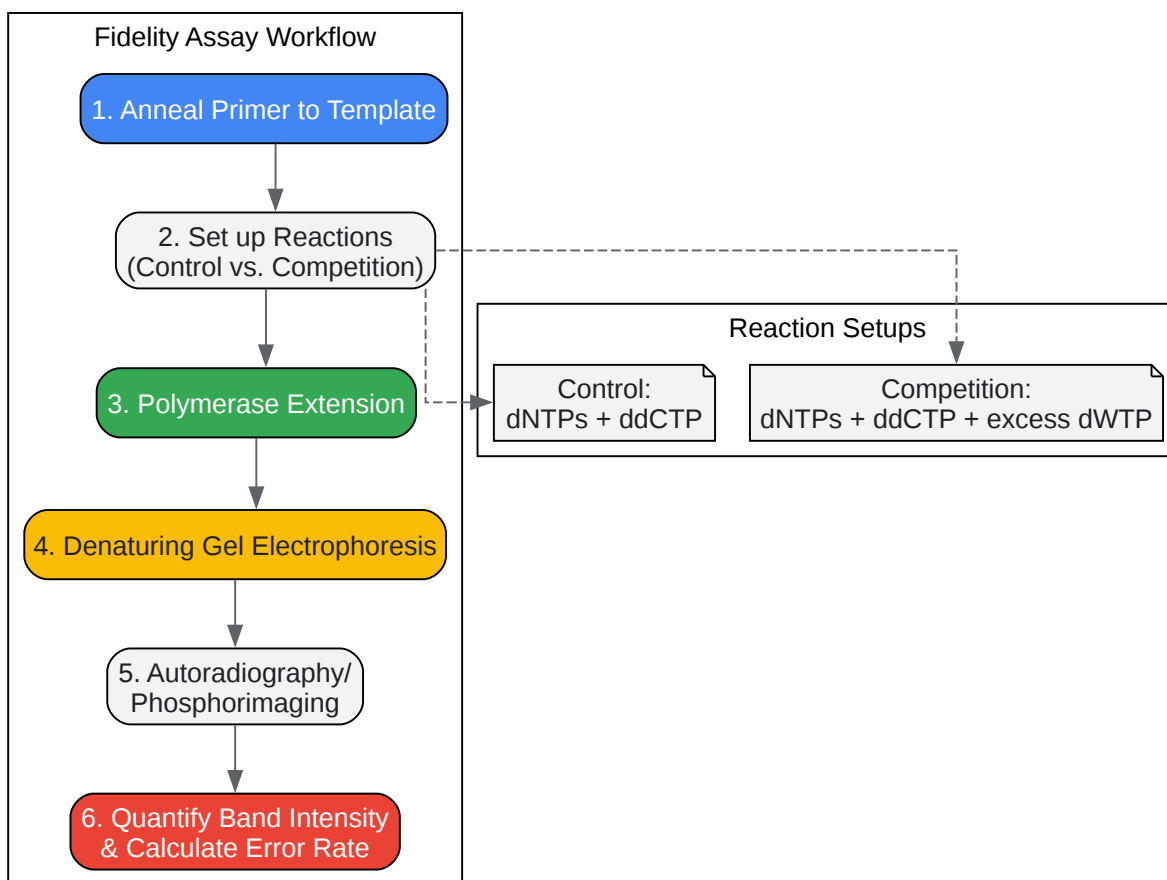 Fidelity Assay Workflow
1. Anneal Primer to Template
2. Set up Reactions
(Control vs. Competition)
3. Polymerase Extension
4. Denaturing Gel Electrophoresis
5. Autoradiography/
Phosphorimaging
6. Quantify Band Intensity
& Calculate Error Rate
Reaction Setups
Control:
dNTPs + ddCTP
Competition:
dNTPs + ddCTP + excess dWTP